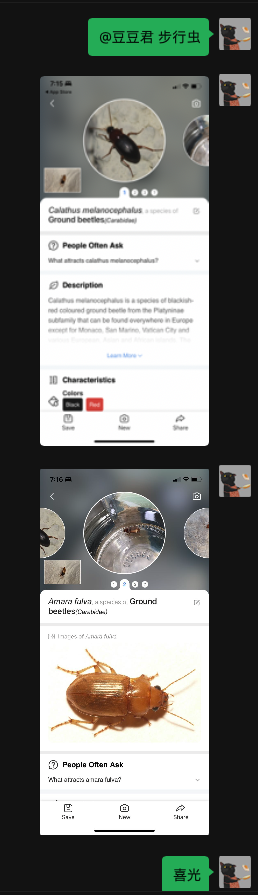 @豆豆君 步行虫
7:15
App Store
Calathus melanocephalus, a species of
Ground beetles(Carabidae)
People Often Ask
What attracts calathus melanocephalus?
Description
Calathus melanocephalus is a species of blackish-
red coloured ground beetle from the Platyninae
subfamily that can be found everywhere in Europe
except for Monaco, San Marino, Vatican City and
Learn More
Characteristics
Colors
Black Red
Save New Share
7:16
Amara fulva, a species of Ground
beetles(Carabidae)
Images of Amara fulva
People Often Ask
What attracts amara fulva?
Save New Share
喜光